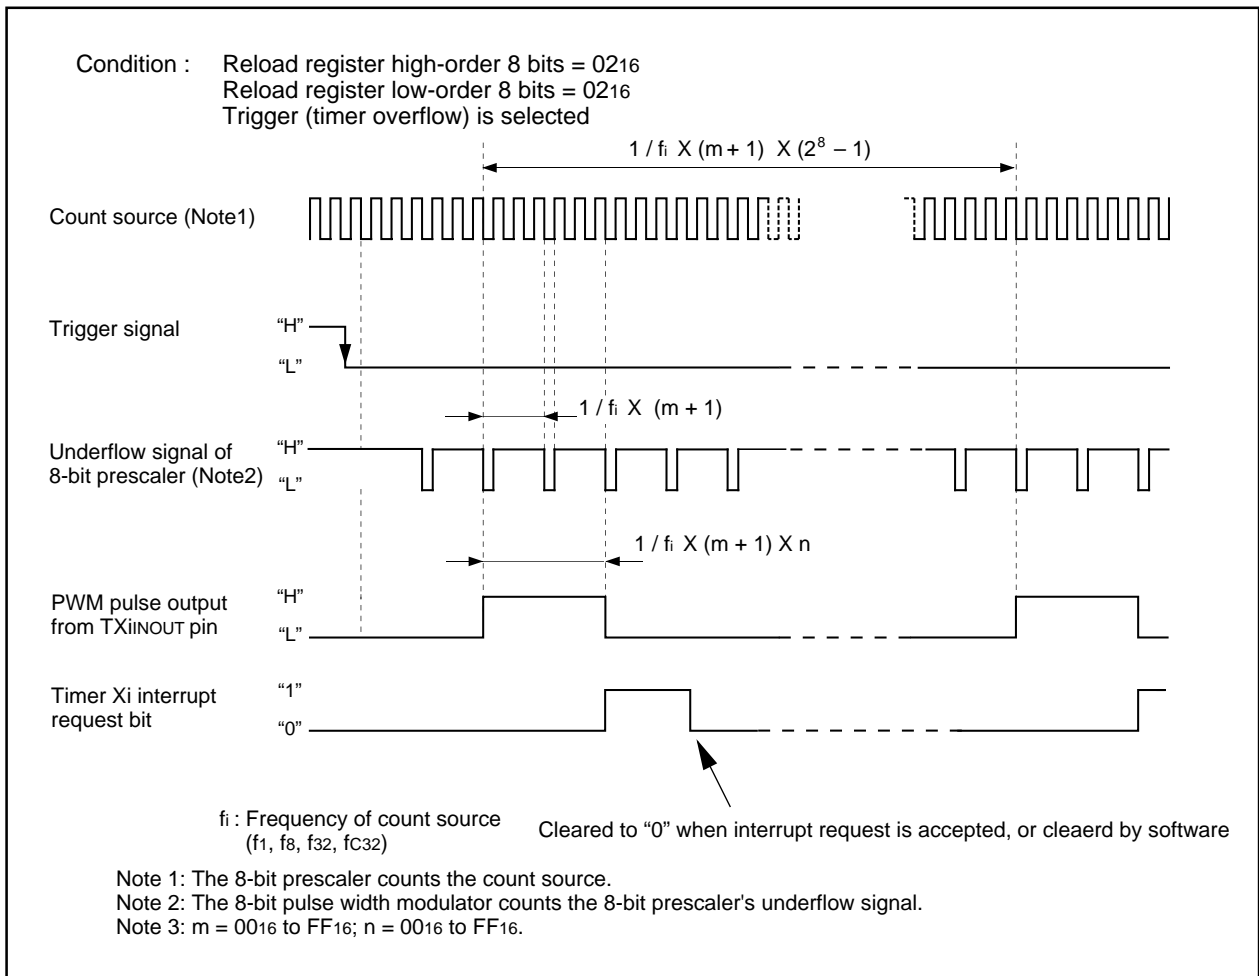 Condition : Reload register high-order 8 bits = 0216
Reload register low-order 8 bits = 0216
Trigger (timer overflow) is selected
1 / fi X (m + 1) X (2⁸ – 1)
Count source (Note1)
Trigger signal
“H”
“L”
1 / fi X (m + 1)
Underflow signal of
8-bit prescaler (Note2)
“H”
“L”
1 / fi X (m + 1) X n
PWM pulse output
from TXiINOUT pin
“H”
“L”
Timer Xi interrupt
request bit
“1”
“0”
fi : Frequency of count source
(f1, f8, f32, fC32)
Cleared to “0” when interrupt request is accepted, or cleaerd by software
Note 1: The 8-bit prescaler counts the count source.
Note 2: The 8-bit pulse width modulator counts the 8-bit prescaler's underflow signal.
Note 3: m = 0016 to FF16; n = 0016 to FF16.